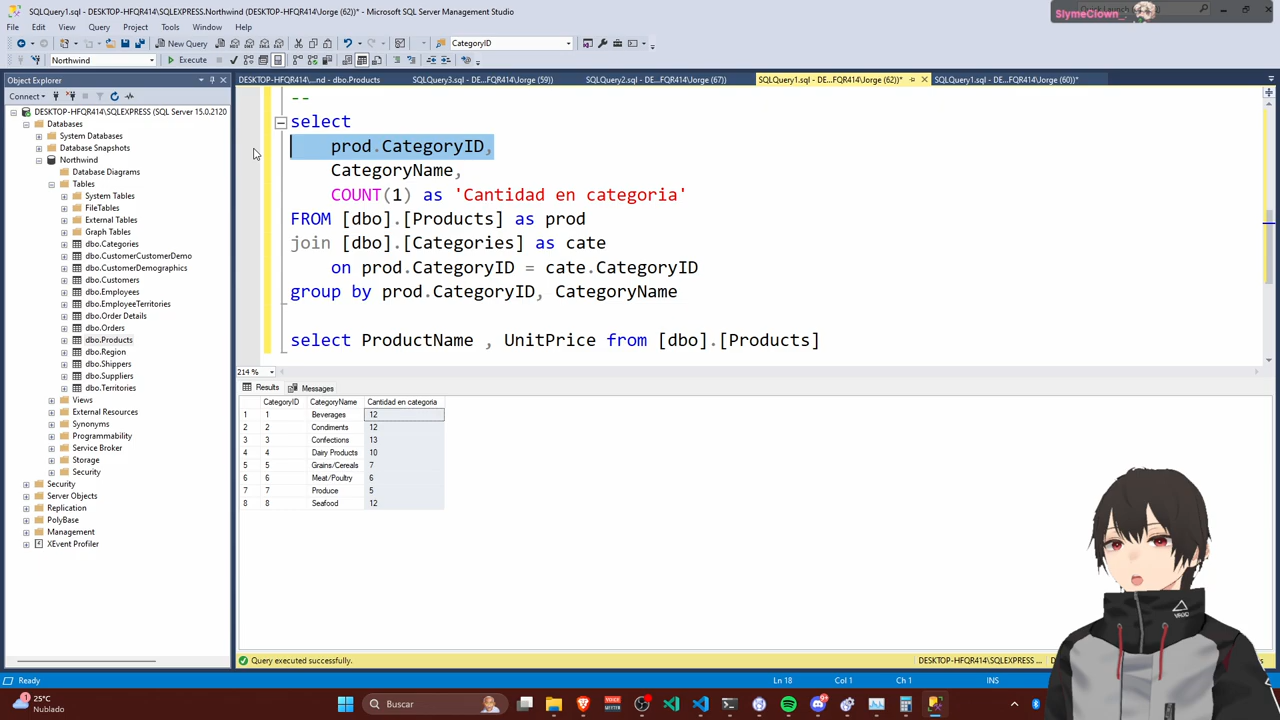 SQLQuery1.sql - DESKTOP-HFQR414\SQLEXPRESS.Northwind (DESKTOP-HFQR414\Jorge (62))* - Microsoft SQL Server Management Studio
SlymeClown_
File Edit View Query Project Tools Window Help
New Query
CategoryID
Northwind
Execute
Object Explorer
DESKTOP-HFQR414\...nd - dbo.Products
SQLQuery3.sql - DE...FQR414\Jorge (59))
SQLQuery2.sql - DE...FQR414\Jorge (67))
SQLQuery1.sql - DE...FQR414\Jorge (62))*
SQLQuery1.sql - DE...FQR414\Jorge (60))*
Connect
DESKTOP-HFQR414\SQLEXPRESS (SQL Server 15.0.2120
Databases
System Databases
Database Snapshots
Northwind
Database Diagrams
Tables
System Tables
FileTables
External Tables
Graph Tables
dbo.Categories
dbo.CustomerCustomerDemo
dbo.CustomerDemographics
dbo.Customers
dbo.Employees
dbo.EmployeeTerritories
dbo.Order Details
dbo.Orders
dbo.Products
dbo.Region
dbo.Shippers
dbo.Suppliers
dbo.Territories
Views
External Resources
Synonyms
Programmability
Service Broker
Storage
Security
Security
Server Objects
Replication
PolyBase
Management
XEvent Profiler
--
select
prod.CategoryID,
CategoryName,
COUNT(1) as 'Cantidad en categoria'
FROM [dbo].[Products] as prod
join [dbo].[Categories] as cate
on prod.CategoryID = cate.CategoryID
group by prod.CategoryID, CategoryName
select ProductName , UnitPrice from [dbo].[Products]
214 %
Results Messages
CategoryID CategoryName Cantidad en categoria
1 1 Beverages 12
2 2 Condiments 12
3 3 Confections 13
4 4 Dairy Products 10
5 5 Grains/Cereals 7
6 6 Meat/Poultry 6
7 7 Produce 5
8 8 Seafood 12
Query executed successfully.
DESKTOP-HFQR414\SQLEXPRESS ...
Ready
Ln 18 Col 1 Ch 1 INS
25°C
Nublado
Buscar